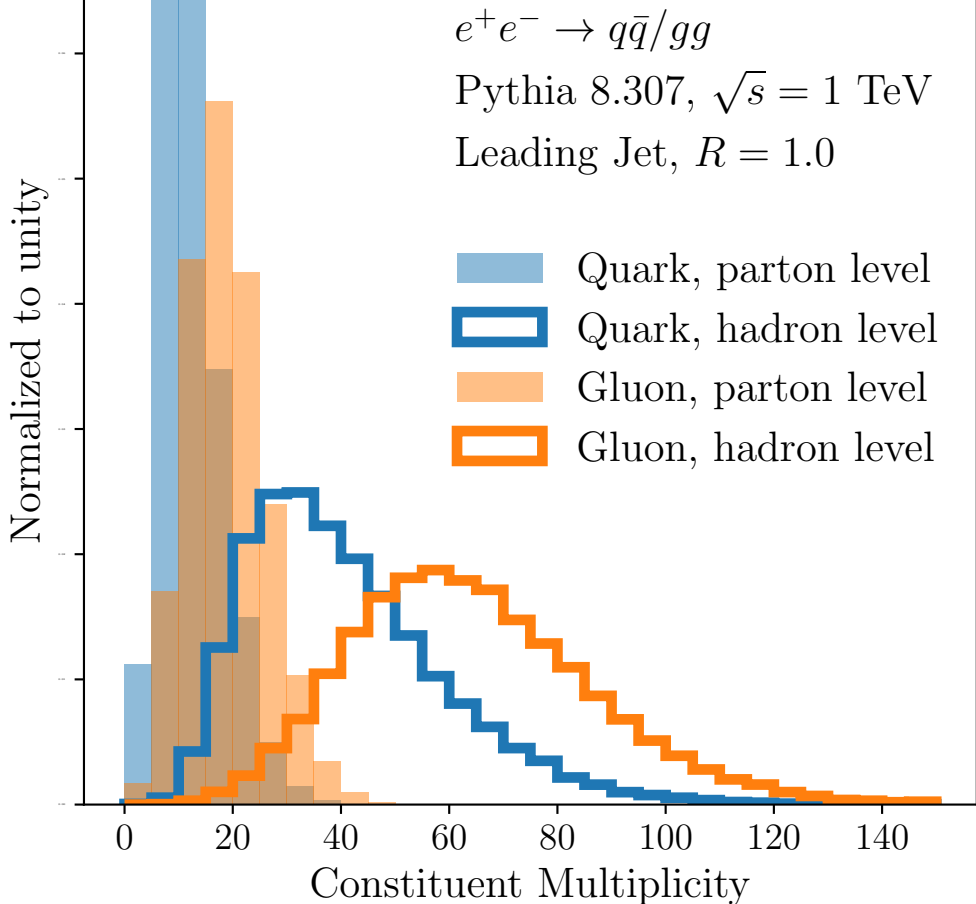 e⁺e⁻ → qq̄/gg
Pythia 8.307, √s = 1 TeV
Leading Jet, R = 1.0
Quark, parton level
Quark, hadron level
Gluon, parton level
Gluon, hadron level
Normalized to unity
0 20 40 60 80 100 120 140
Constituent Multiplicity